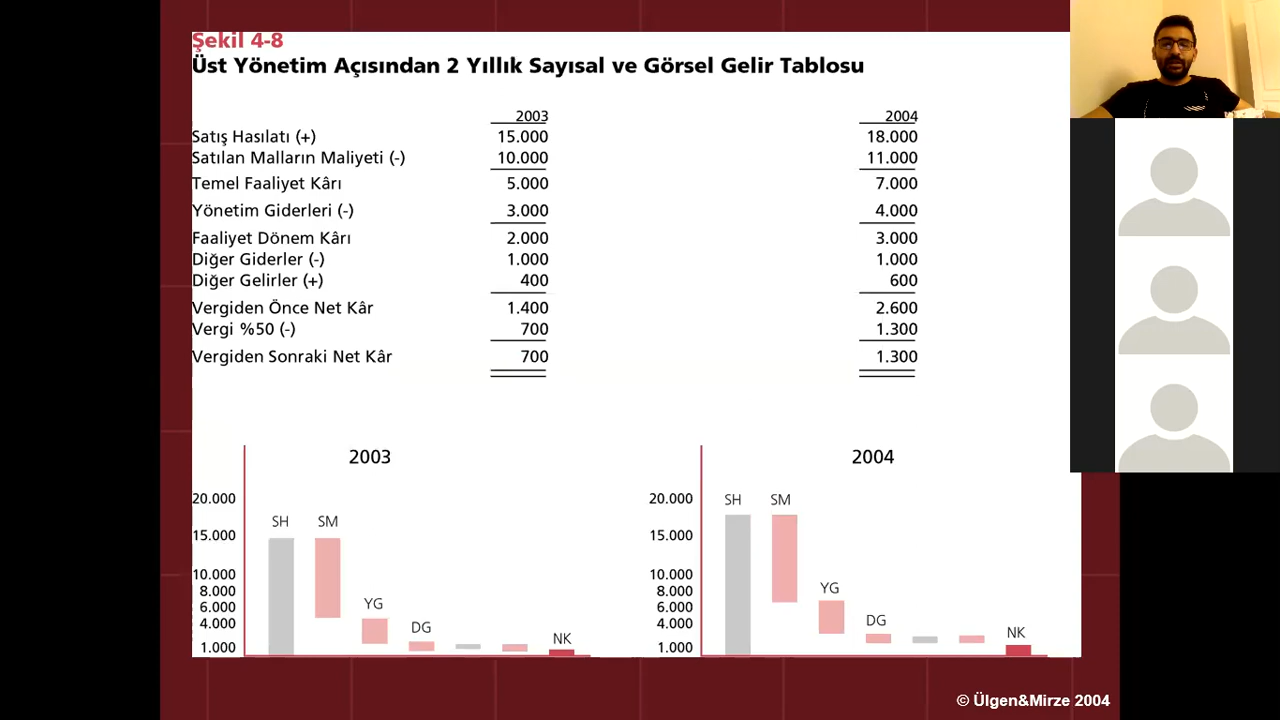 Şekil 4-8
Üst Yönetim Açısından 2 Yıllık Sayısal ve Görsel Gelir Tablosu
2003 2004
Satış Hasılatı (+) 15.000 18.000
Satılan Malların Maliyeti (-) 10.000 11.000
Temel Faaliyet Kârı 5.000 7.000
Yönetim Giderleri (-) 3.000 4.000
Faaliyet Dönem Kârı 2.000 3.000
Diğer Giderler (-) 1.000 1.000
Diğer Gelirler (+) 400 600
Vergiden Önce Net Kâr 1.400 2.600
Vergi %50 (-) 700 1.300
Vergiden Sonraki Net Kâr 700 1.300
2003
20.000
SH SM
15.000
10.000
8.000
YG
6.000
4.000
DG
NK
1.000
2004
20.000
SH SM
15.000
10.000
8.000
YG
6.000
4.000
DG
NK
1.000
© Ülgen&Mirze 2004